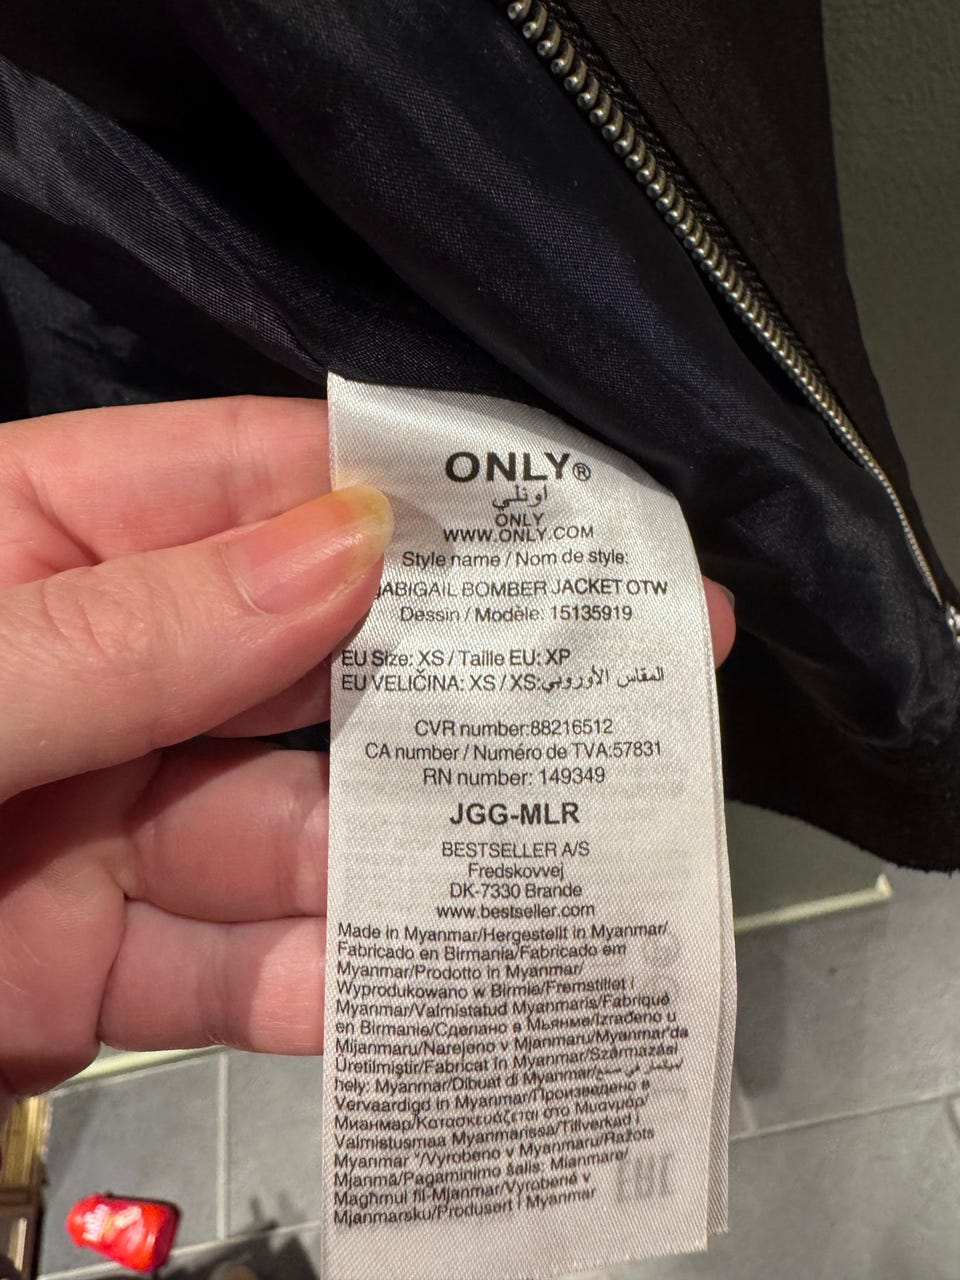 ONLY®
اونلي
ONLY
WWW.ONLY.COM
Style name / Nom de style:
ABIGAIL BOMBER JACKET OTW
Dessin / Modèle: 15135919
EU Size: XS / Taille EU: XP
EU VELIČINA: XS / XS:المقاس الأوروبي
CVR number:88216512
CA number / Numéro de TVA:57831
RN number: 149349
JGG-MLR
BESTSELLER A/S
Fredskovvej
DK-7330 Brande
www.bestseller.com
Made in Myanmar/Hergestellt in Myanmar/
Fabricado en Birmania/Fabricado em
Myanmar/Prodotto in Myanmar/
Wyprodukowano w Birmie/Fremstillet i
Myanmar/Valmistatud Myanmaris/Fabriqué
en Birmanie/Сделано в Мьянме/Izrađeno u
Mijanmaru/Narejeno v Mjanmaru/Myanmar'da
Üretilmiştir/Fabricat în Myanmar/Származási
hely: Myanmar/Dibuat di Myanmar/
Vervaardigd in Myanmar/Произведено в
Мианмар/Κατασκευάζεται στο Μυανμάρ/
Valmistusmaa Myanmarissa/Tillverkad i
Myanmar "/Vyrobeno v Myanmaru/Ražots
Mjanmā/Pagaminimo šalis: Mianmare/
Magħmul fil-Mjanmar/Vyrobené v
Mjanmarsku/Produsert i Myanmar